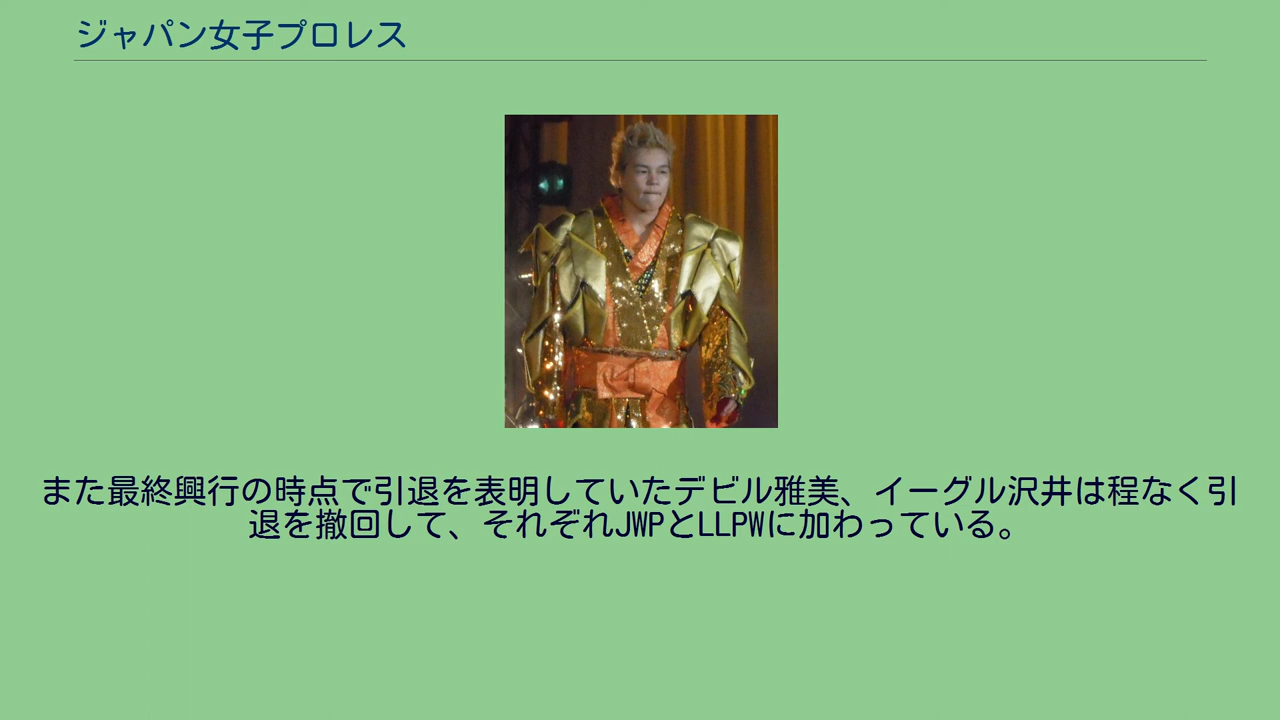 ジャパン女子プロレス
また最終興行の時点で引退を表明していたデビル雅美、イーグル沢井は程なく引
退を撤回して、それぞれJWPとLLPWに加わっている。